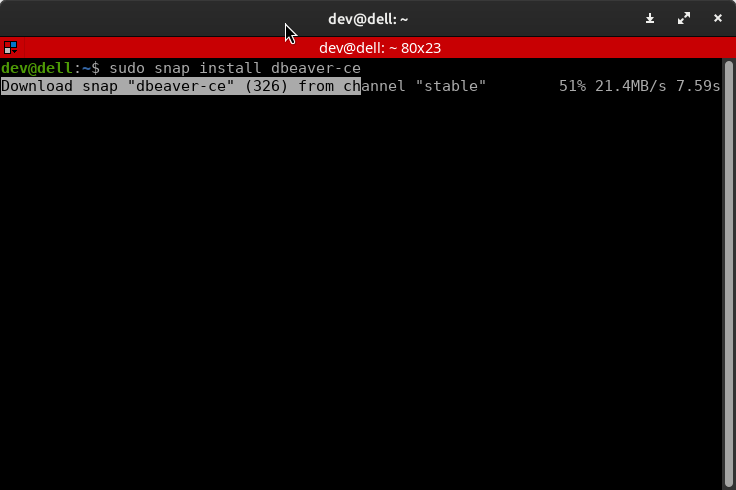 dev@dell: ~
dev@dell: ~ 80x23
dev@dell:~$ sudo snap install dbeaver-ce
Download snap "dbeaver-ce" (326) from channel "stable" 51% 21.4MB/s 7.59s